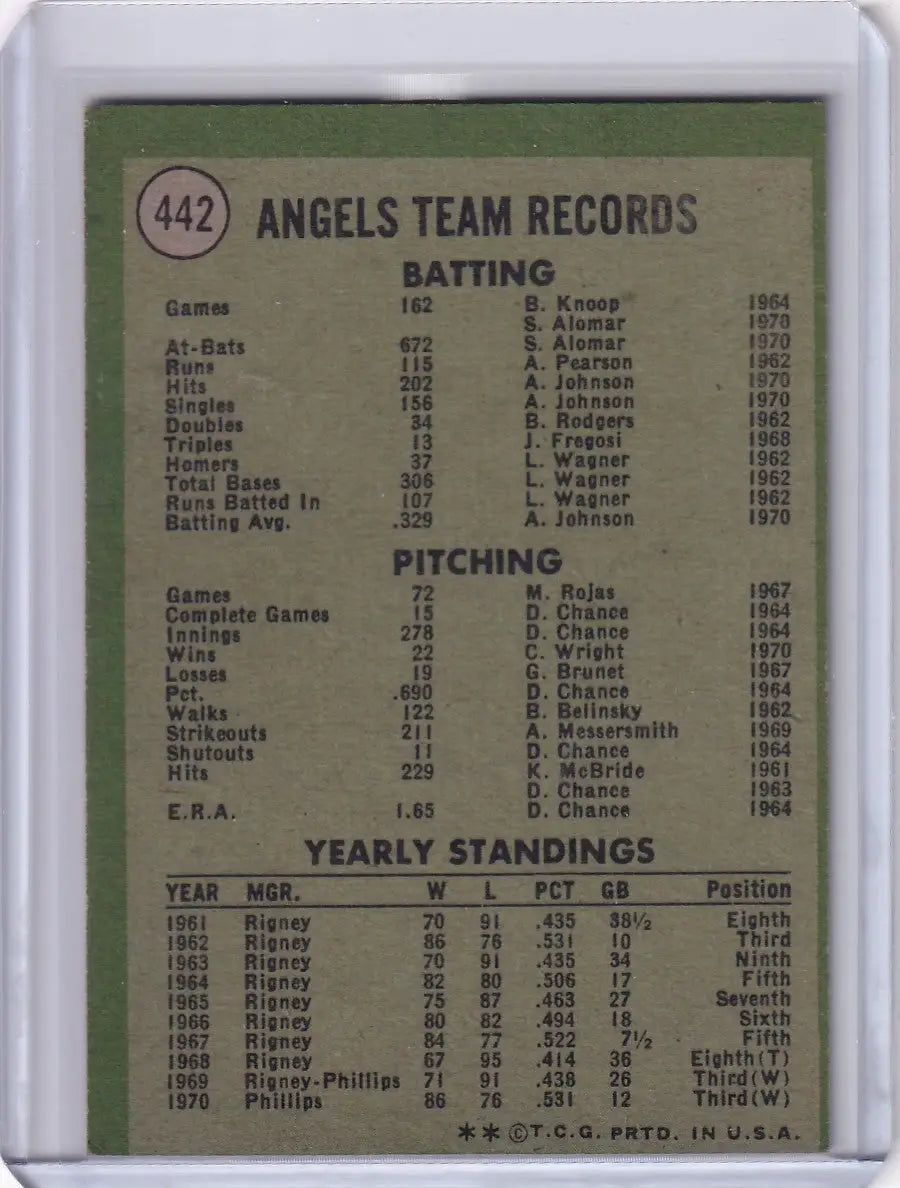 442 ANGELS TEAM RECORDS
BATTING
Games 162 B. Knoop 1964
S. Alomar 1970
At-Bats 672 S. Alomar 1970
Runs 115 A. Pearson 1962
Hits 202 A. Johnson 1970
Singles 156 A. Johnson 1970
Doubles 34 B. Rodgers 1962
Triples 13 J. Fregosi 1968
Homers 37 L. Wagner 1962
Total Bases 306 L. Wagner 1962
Runs Batted In 107 L. Wagner 1962
Batting Avg. .329 A. Johnson 1970
PITCHING
Games 72 M. Rojas 1967
Complete Games 15 D. Chance 1964
Innings 278 D. Chance 1964
Wins 22 C. Wright 1970
Losses 19 G. Brunet 1967
Pct. .690 D. Chance 1964
Walks 122 B. Belinsky 1962
Strikeouts 211 A. Messersmith 1969
Shutouts 11 D. Chance 1964
Hits 229 K. McBride 1961
D. Chance 1963
E.R.A. 1.65 D. Chance 1964
YEARLY STANDINGS
YEAR MGR. W L PCT GB Position
1961 Rigney 70 91 .435 38½ Eighth
1962 Rigney 86 76 .531 10 Third
1963 Rigney 70 91 .435 34 Ninth
1964 Rigney 82 80 .506 17 Fifth
1965 Rigney 75 87 .463 27 Seventh
1966 Rigney 80 82 .494 18 Sixth
1967 Rigney 84 77 .522 7½ Fifth
1968 Rigney 67 95 .414 36 Eighth(T)
1969 Rigney-Phillips 71 91 .438 26 Third(W)
1970 Phillips 86 76 .531 12 Third(W)
**©T.C.G. PRTD. IN U.S.A.